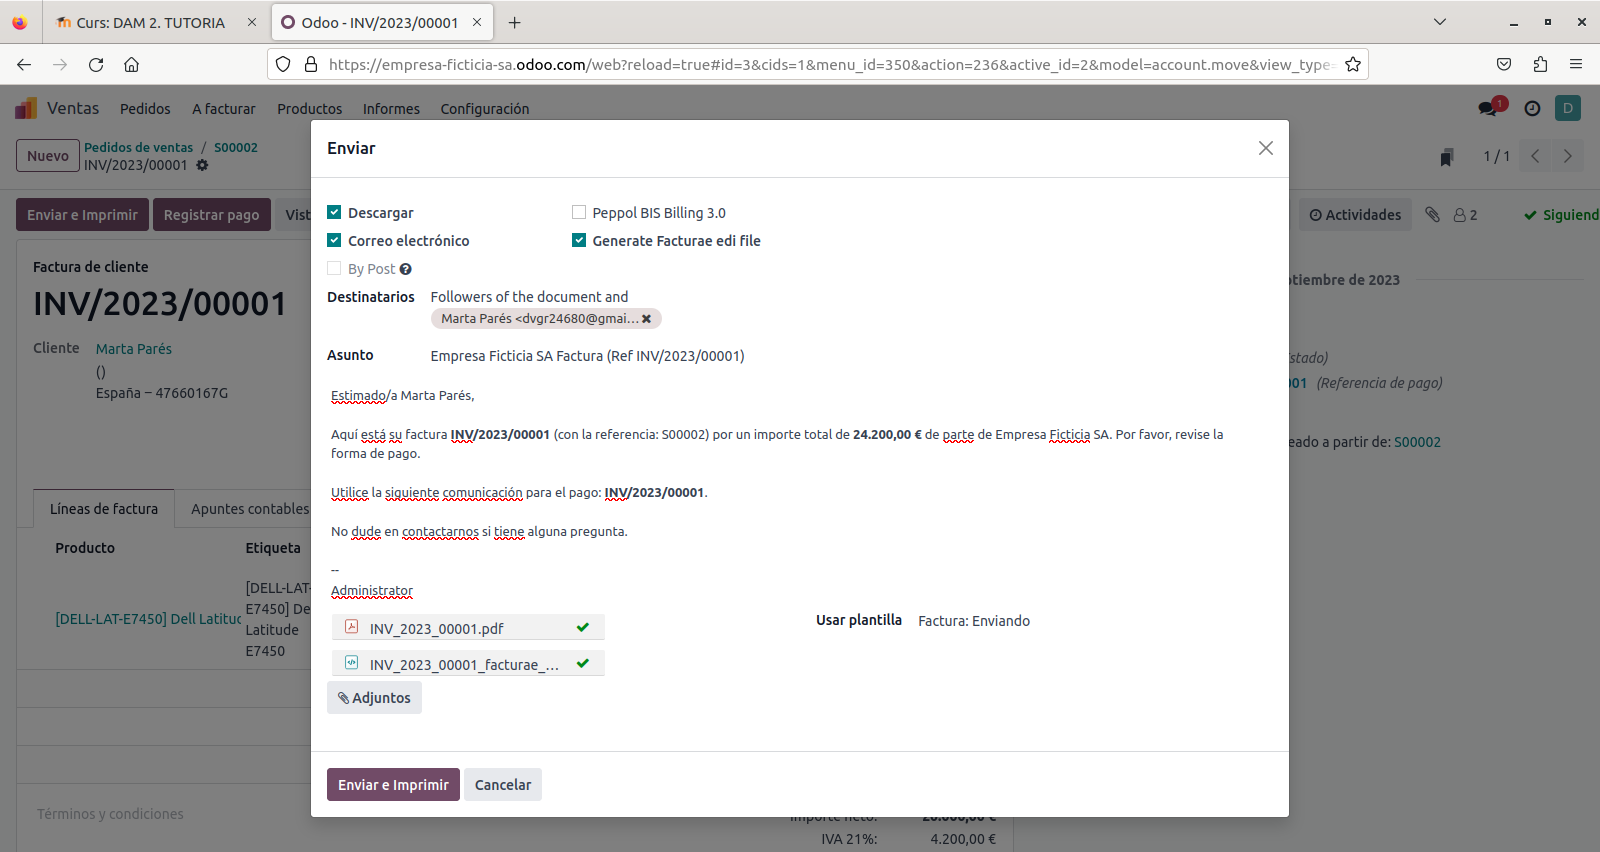 Curs: DAM 2. TUTORIA
Odoo - INV/2023/00001
https://empresa-ficticia-sa.odoo.com/web?reload=true#id=3&cids=1&menu_id=350&action=236&active_id=2&model=account.move&view_type=
Ventas Pedidos A facturar Productos Informes Configuración 1 D
Nuevo Pedidos de ventas / S00002
INV/2023/00001
1 / 1
Enviar e Imprimir Registrar pago Vist
Actividades 2 Siguiend
Factura de cliente
INV/2023/00001
Cliente Marta Parés
()
España – 47660167G
Líneas de factura Apuntes contables
Producto Etiqueta
[DELL-LAT-E7450] Dell Latitud
[DELL-LAT-
E7450] De
Latitude
E7450
Términos y condiciones
Enviar
Descargar Peppol BIS Billing 3.0
Correo electrónico Generate Facturae edi file
By Post
Destinatarios Followers of the document and
Marta Parés <dvgr24680@gmai...
Asunto Empresa Ficticia SA Factura (Ref INV/2023/00001)
Estimado/a Marta Parés,
Aquí está su factura INV/2023/00001 (con la referencia: S00002) por un importe total de 24.200,00 € de parte de Empresa Ficticia SA. Por favor, revise la
forma de pago.
Utilice la siguiente comunicación para el pago: INV/2023/00001.
No dude en contactarnos si tiene alguna pregunta.
--
Administrator
INV_2023_00001.pdf
Usar plantilla Factura: Enviando
INV_2023_00001_facturae_...
Adjuntos
Enviar e Imprimir Cancelar
ptiembre de 2023
stado)
001 (Referencia de pago)
eado a partir de: S00002
Importe neto: 20.000,00 €
IVA 21%: 4.200,00 €